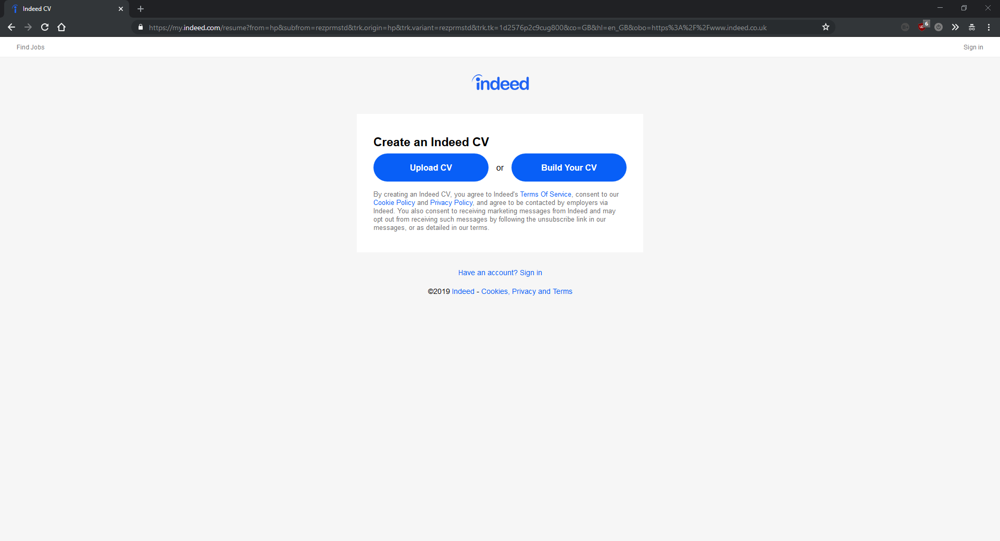 Indeed CV
https://my.indeed.com/resume?from=hp&subfrom=rezprmstd&trk.origin=hp&trk.variant=rezprmstd&trk.tk=1d2576p2c9cug800&co=GB&hl=en_GB&obo=https%3A%2F%2Fwww.indeed.co.uk
6
Find Jobs
Sign in
indeed
Create an Indeed CV
Upload CV or Build Your CV
By creating an Indeed CV, you agree to Indeed's Terms Of Service, consent to our
Cookie Policy and Privacy Policy, and agree to be contacted by employers via
Indeed. You also consent to receiving marketing messages from Indeed and may
opt out from receiving such messages by following the unsubscribe link in our
messages, or as detailed in our terms.
Have an account? Sign in
©2019 Indeed - Cookies, Privacy and Terms